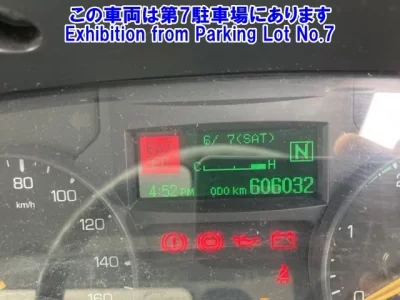 この車両は第7駐車場にあります
Exhibition from Parking Lot No.7
6/ 7(SAT)
C H N
4:52 PM ODO km 606032
80
100
km/h
140
160